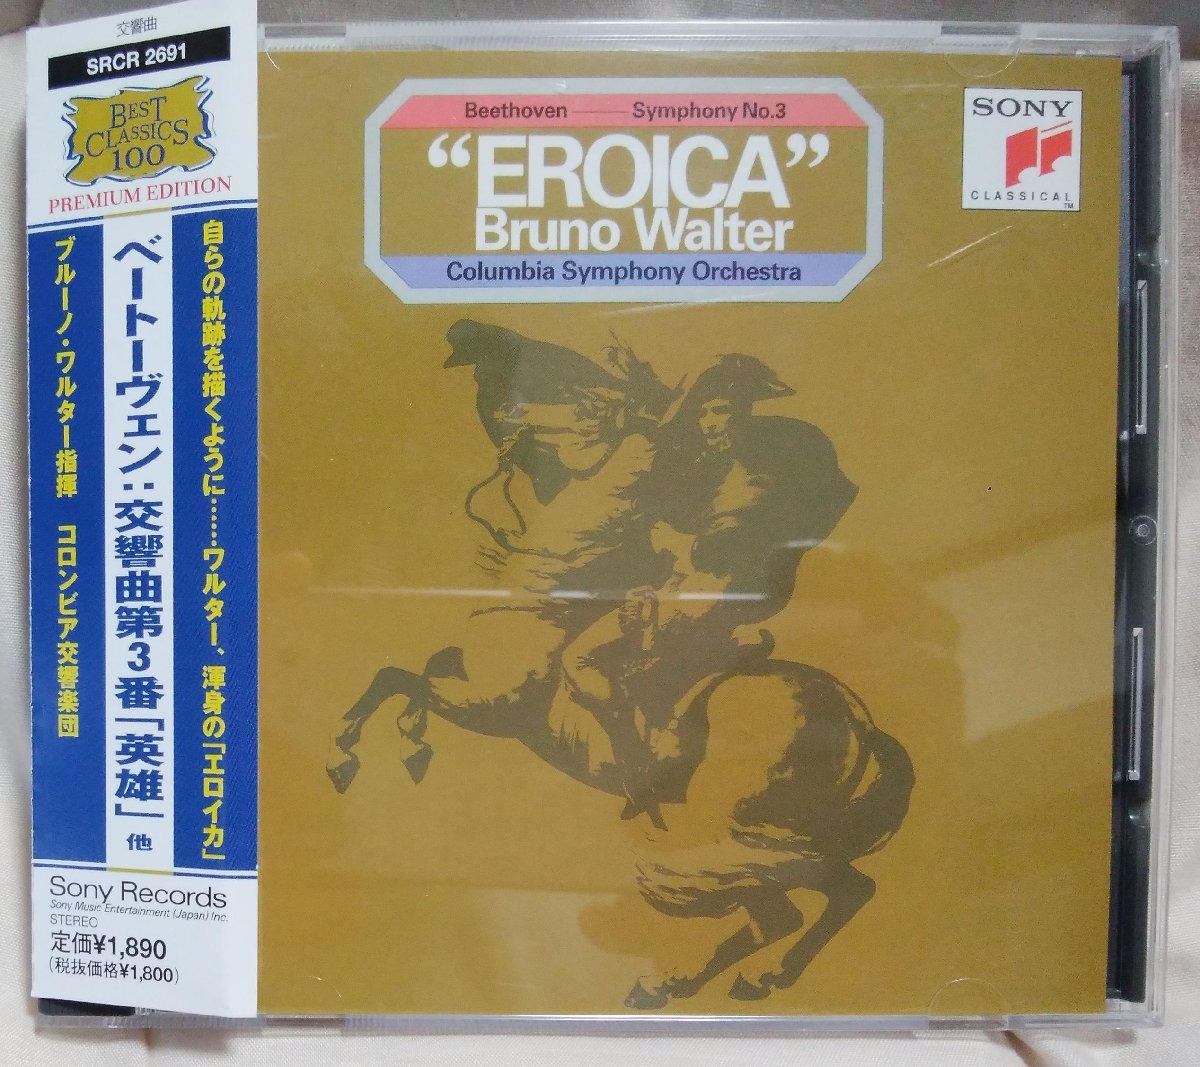 交響曲
SRCR 2691
BEST
CLASSICS
100
PREMIUM EDITION
自らの軌跡を描くように……ワルター、渾身の「エロイカ」
ベートーヴェン:交響曲第3番「英雄」他
ブルーノ・ワルター指揮 コロンビア交響楽団
Sony Records
Sony Music Entertainment (Japan) Inc.
STEREO
定価¥1,890
(税抜価格¥1,800)
Beethoven——Symphony No.3
“EROICA”
Bruno Walter
Columbia Symphony Orchestra
SONY
CLASSICAL
TM